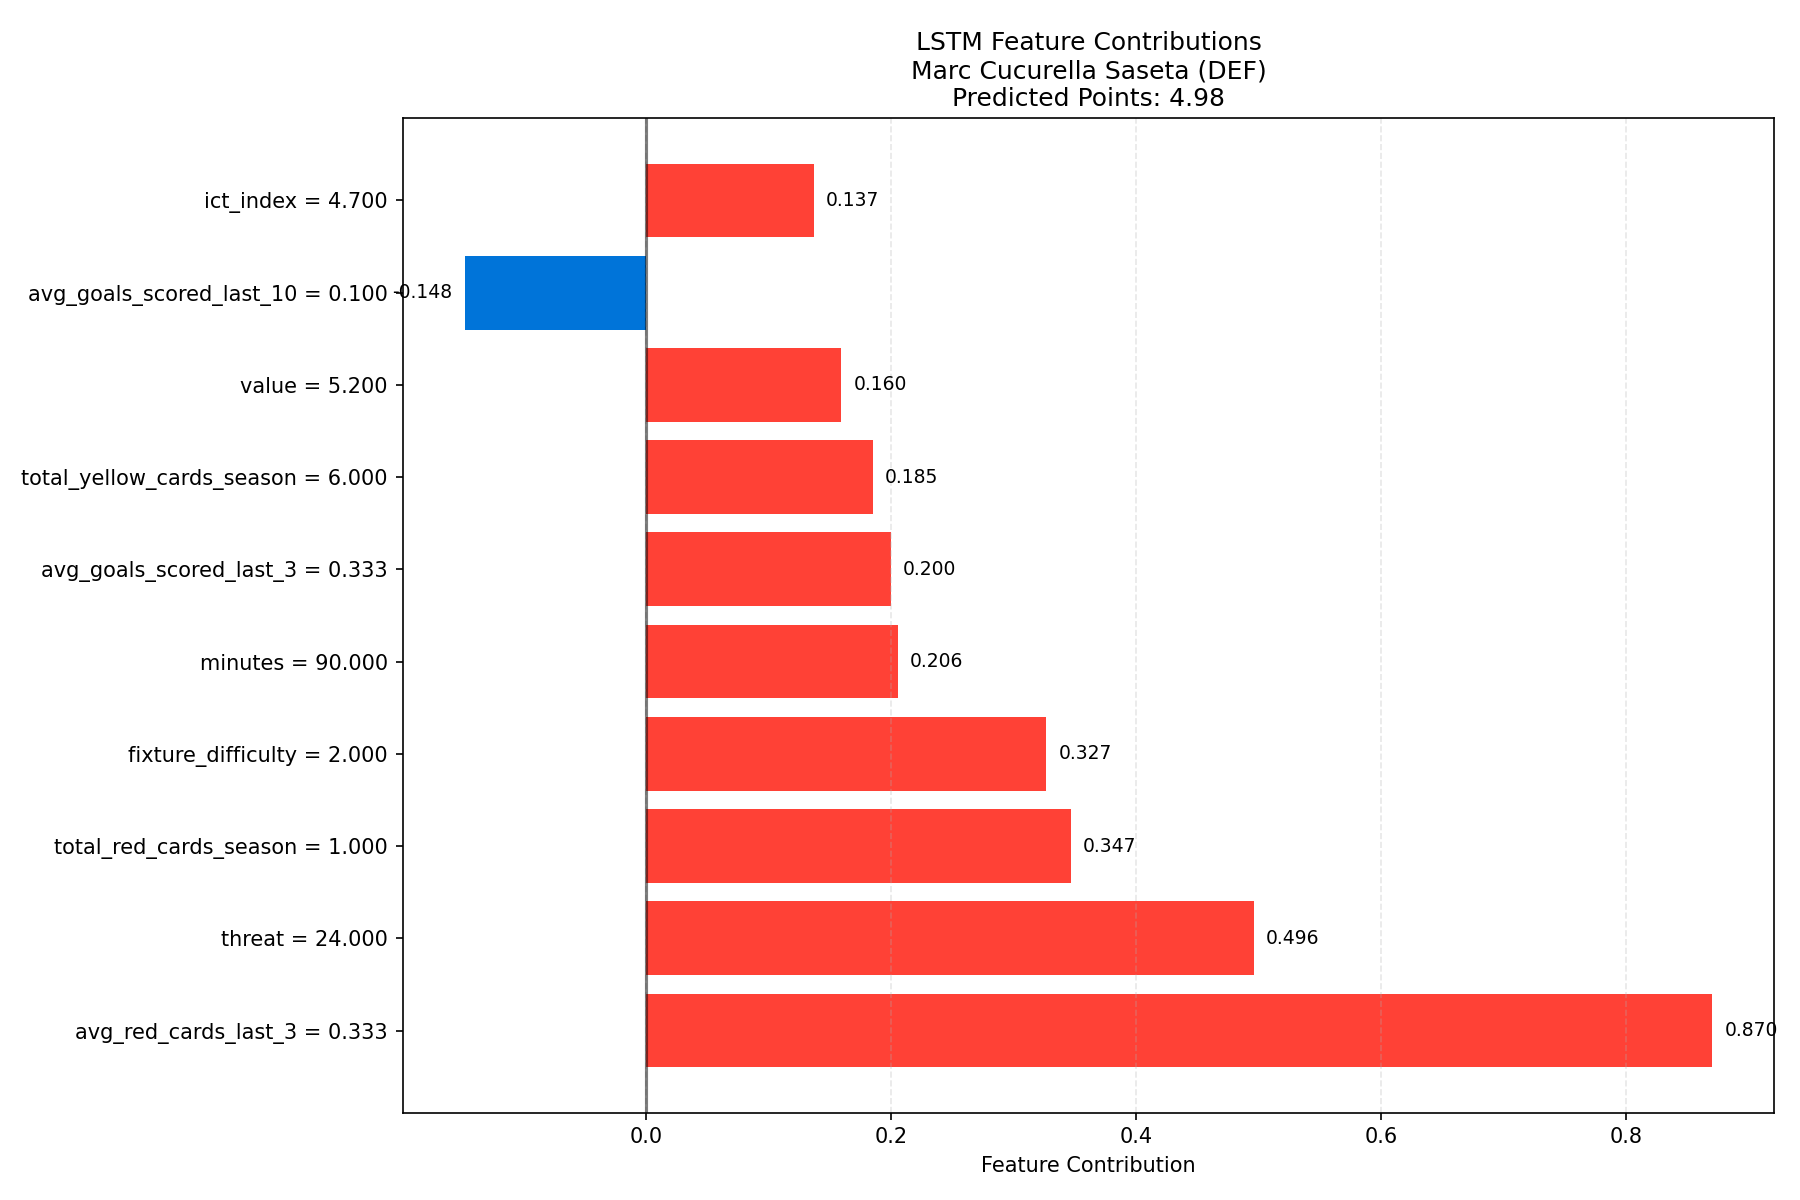 LSTM Feature Contributions
Marc Cucurella Saseta (DEF)
Predicted Points: 4.98
ict_index = 4.700
0.137
avg_goals_scored_last_10 = 0.100
-0.148
value = 5.200
0.160
total_yellow_cards_season = 6.000
0.185
avg_goals_scored_last_3 = 0.333
0.200
minutes = 90.000
0.206
fixture_difficulty = 2.000
0.327
total_red_cards_season = 1.000
0.347
threat = 24.000
0.496
avg_red_cards_last_3 = 0.333
0.870
0.0 0.2 0.4 0.6 0.8
Feature Contribution